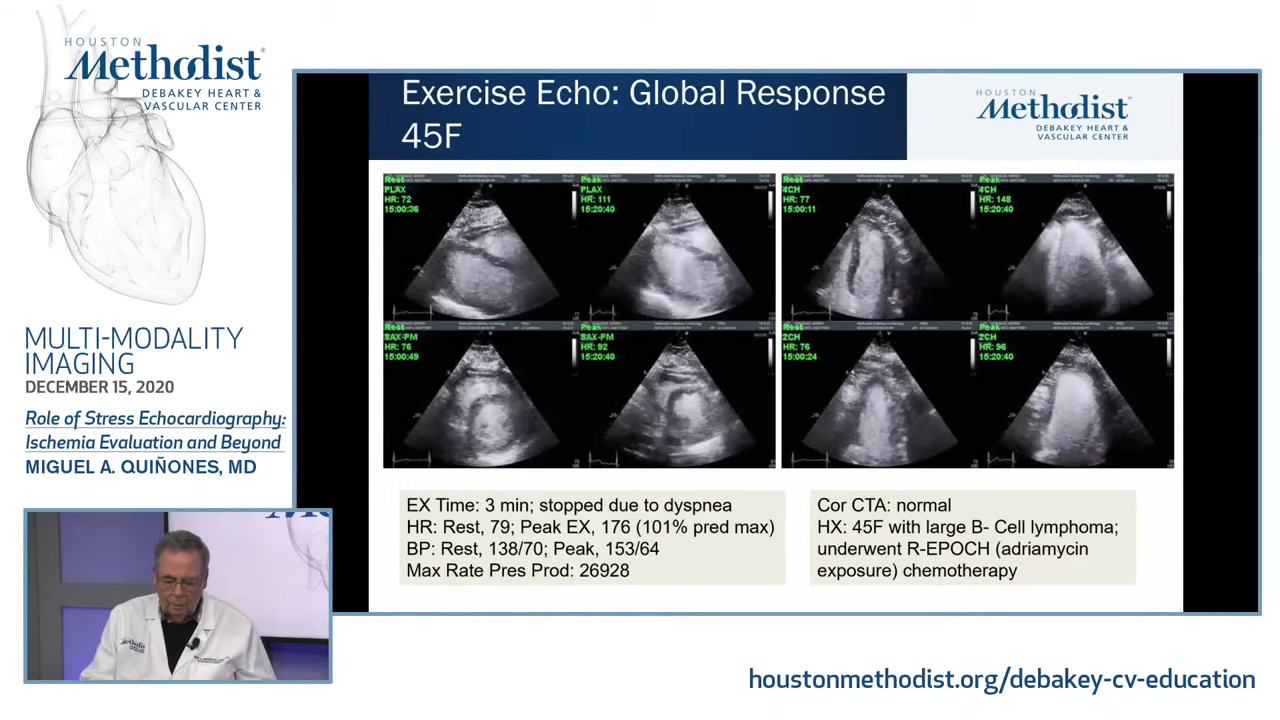 HOUSTON
Methodist
DEBAKEY HEART &
VASCULAR CENTER
MULTI-MODALITY
IMAGING
DECEMBER 15, 2020
Role of Stress Echocardiography:
Ischemia Evaluation and Beyond
MIGUEL A. QUIÑONES, MD
Exercise Echo: Global Response
45F
HOUSTON
Methodist
DEBAKEY HEART &
VASCULAR CENTER
Rest
PLAX
HR: 72
15:00:36
Peak
PLAX
HR: 111
15:20:40
Rest
4CH
HR: 77
15:00:11
Peak
4CH
HR: 148
15:20:40
Rest
SAX-PM
HR: 76
15:00:49
Peak
SAX-PM
HR: 92
15:20:40
Rest
2CH
HR: 76
15:00:24
Peak
2CH
HR: 96
15:20:40
EX Time: 3 min; stopped due to dyspnea
HR: Rest, 79; Peak EX, 176 (101% pred max)
BP: Rest, 138/70; Peak, 153/64
Max Rate Pres Prod: 26928
Cor CTA: normal
HX: 45F with large B- Cell lymphoma;
underwent R-EPOCH (adriamycin
exposure) chemotherapy
Methodist
houstonmethodist.org/debakey-cv-education